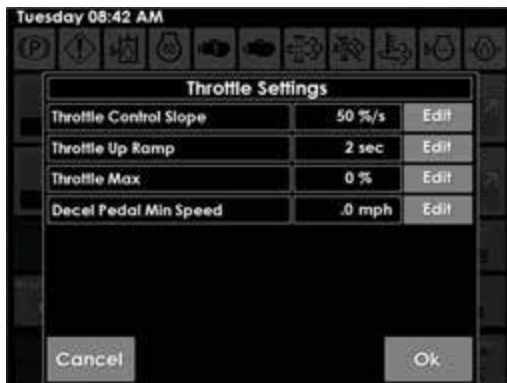 Tuesday 08:42 AM
Throttle Settings
Throttle Control Slope 50 %/s Edit
Throttle Up Ramp 2 sec Edit
Throttle Max 0 % Edit
Decel Pedal Min Speed .0 mph Edit
Cancel Ok